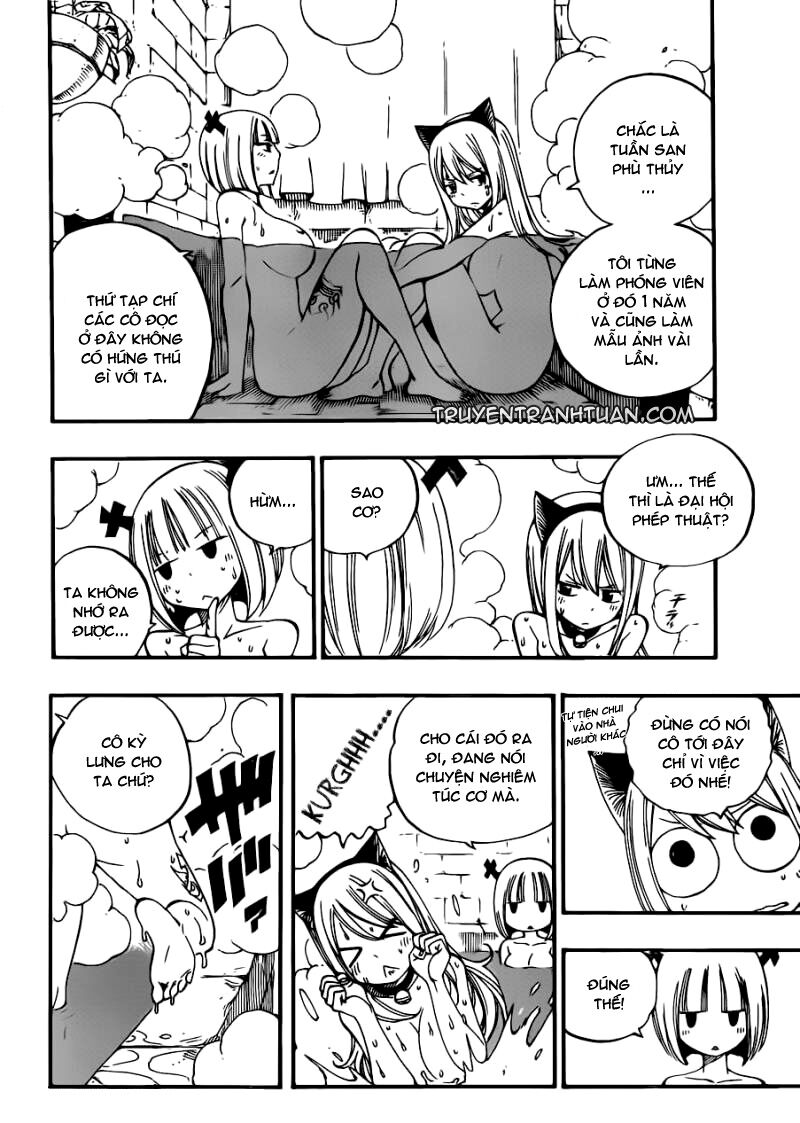 CHẮC LÀ
TUẦN SAN
PHÙ THỦY
...
TÔI TỪNG
LÀM PHÓNG VIÊN
Ở ĐÓ 1 NĂM
VÀ CŨNG LÀM
MẪU ẢNH VÀI
LẦN.
THỨ TẠP CHÍ
CÁC CÔ ĐỌC
Ở ĐÂY KHÔNG
CÓ HỨNG THÚ
GÌ VỚI TA.
TRUYENTRANHTUAN.COM
ƯM... THẾ
THÌ LÀ ĐẠI HỘI
PHÉP THUẬT?
SAO
CƠ?
HỪM...
TA KHÔNG
NHỚ RA
ĐƯỢC...
TỰ TIỆN CHUI
VÀO NHÀ
NGƯỜI KHÁC
...
ĐỪNG CÓ NÓI
CÔ TỚI ĐÂY
CHỈ VÌ VIỆC
ĐÓ NHÉ!
ĐÚNG
THẾ!
CHO CÁI ĐÓ RA
ĐI, ĐANG NÓI
CHUYỆN NGHIÊM
TÚC CƠ MÀ.
KURGHHH....
CÔ KỲ
LƯNG CHO
TA CHỨ?
ザバッ